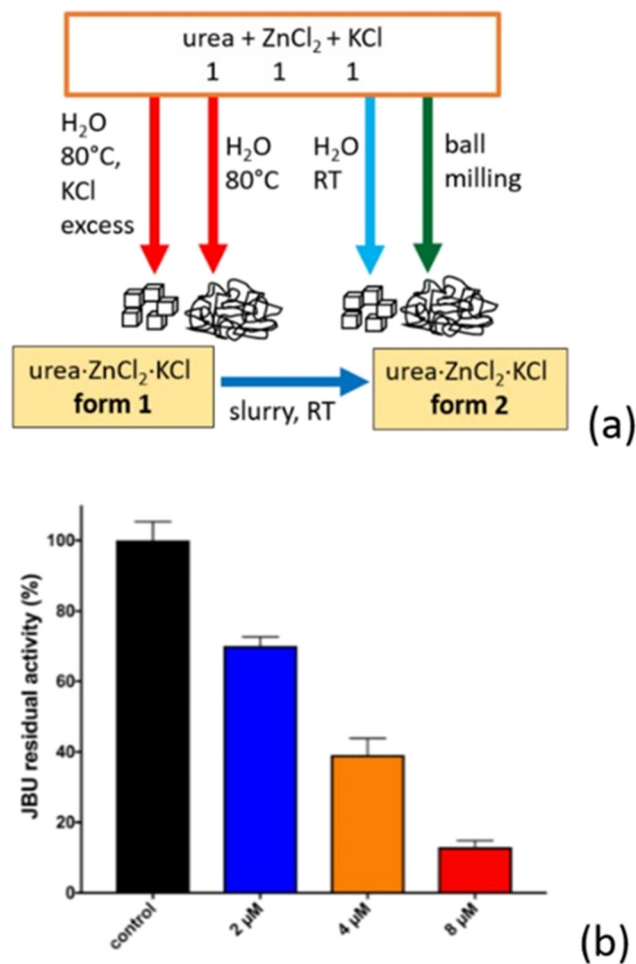 urea + ZnCl₂ + KCl
1 1 1
H₂O
80°C,
KCl
excess
H₂O
80°C
H₂O
RT
ball
milling
urea·ZnCl₂·KCl
form 1
slurry, RT
urea·ZnCl₂·KCl
form 2
(a)
JBU residual activity (%)
100
80
60
40
20
0
control
2 µM
4 µM
8 µM
(b)